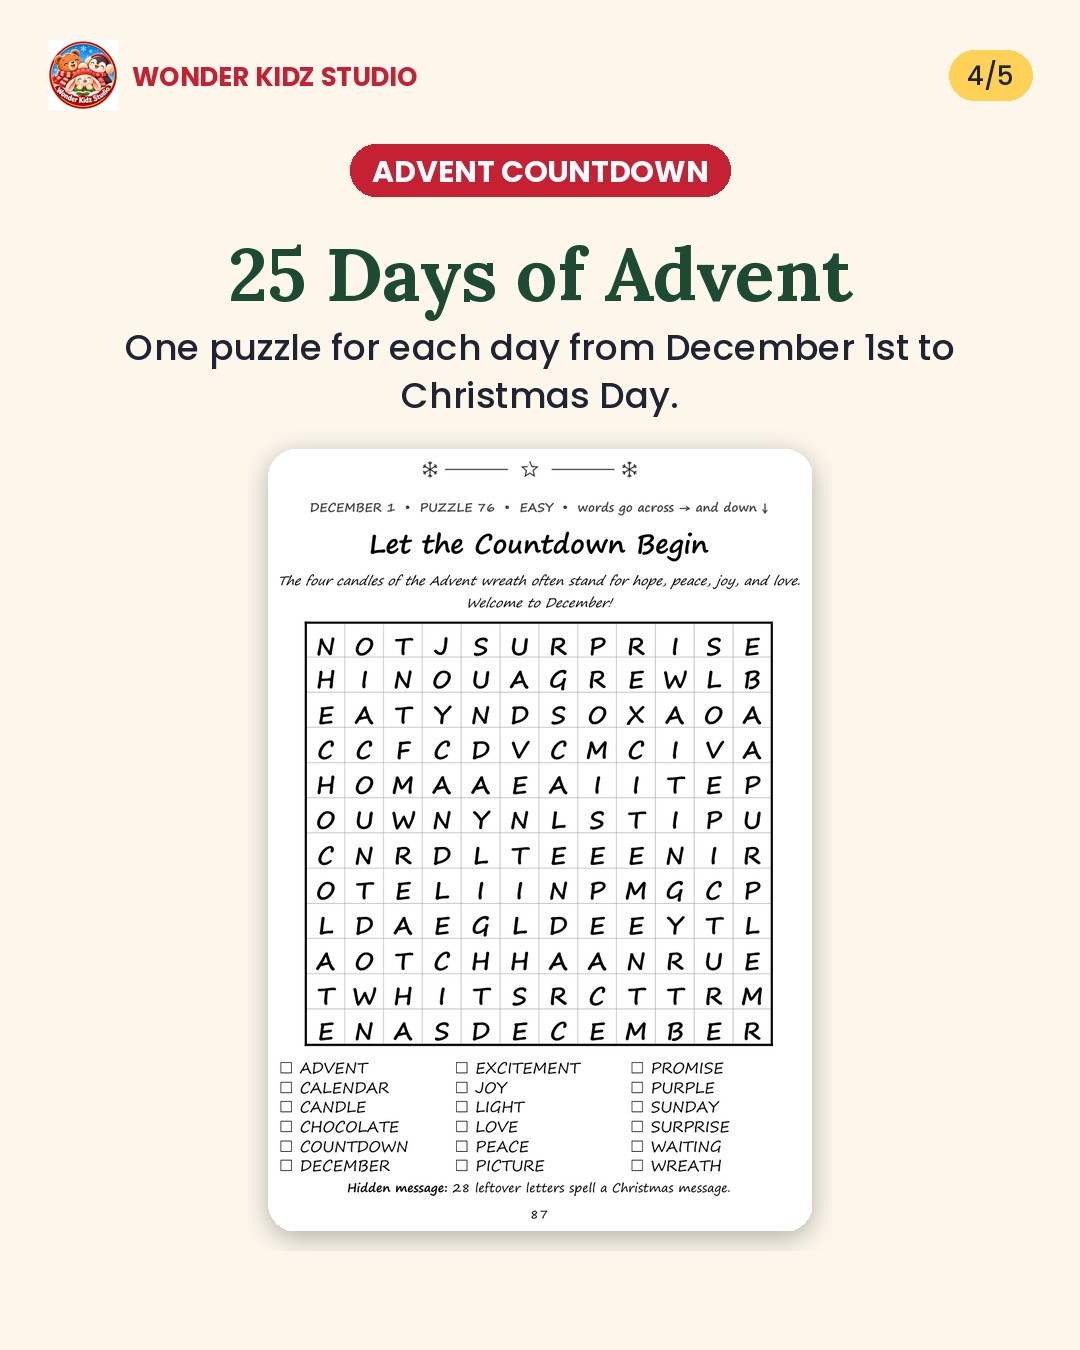 Wonder Kidz Studio
WONDER KIDZ STUDIO
4/5
ADVENT COUNTDOWN
25 Days of Advent
One puzzle for each day from December 1st to
Christmas Day.
DECEMBER 1 • PUZZLE 76 • EASY • words go across → and down ↓
Let the Countdown Begin
The four candles of the Advent wreath often stand for hope, peace, joy, and love.
Welcome to December!
N O T J S U R P R I S E
H I N O U A G R E W L B
E A T Y N D S O X A O A
C C F C D V C M C I V A
H O M A A E A I I T E P
O U W N Y N L S T I P U
C N R D L T E E E N I R
O T E L I I N P M G C P
L D A E G L D E E Y T L
A O T C H H A A N R U E
T W H I T S R C T T R M
E N A S D E C E M B E R
☐ ADVENT ☐ EXCITEMENT ☐ PROMISE
☐ CALENDAR ☐ JOY ☐ PURPLE
☐ CANDLE ☐ LIGHT ☐ SUNDAY
☐ CHOCOLATE ☐ LOVE ☐ SURPRISE
☐ COUNTDOWN ☐ PEACE ☐ WAITING
☐ DECEMBER ☐ PICTURE ☐ WREATH
Hidden message: 28 leftover letters spell a Christmas message.
87